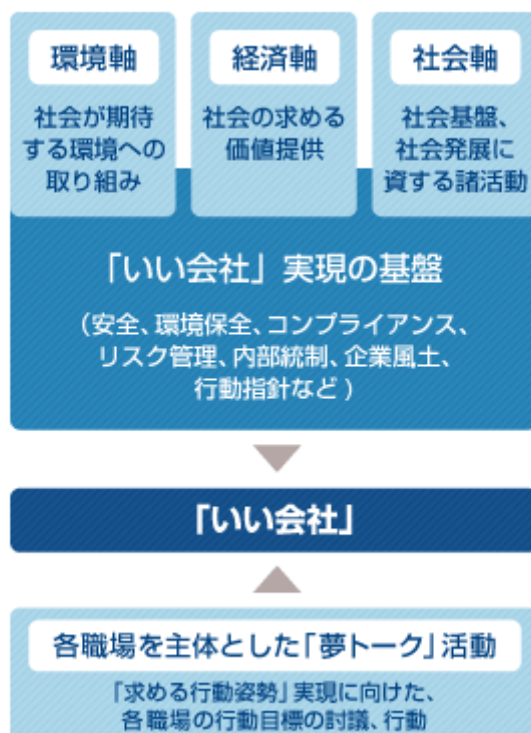 環境軸
社会が期待
する環境への
取り組み
経済軸
社会の求める
価値提供
社会軸
社会基盤、
社会発展に
資する諸活動
「いい会社」実現の基盤
（安全、環境保全、コンプライアンス、
リスク管理、内部統制、企業風土、
行動指針など）
「いい会社」
各職場を主体とした「夢トーク」活動
「求める行動姿勢」実現に向けた、
各職場の行動目標の討議、行動